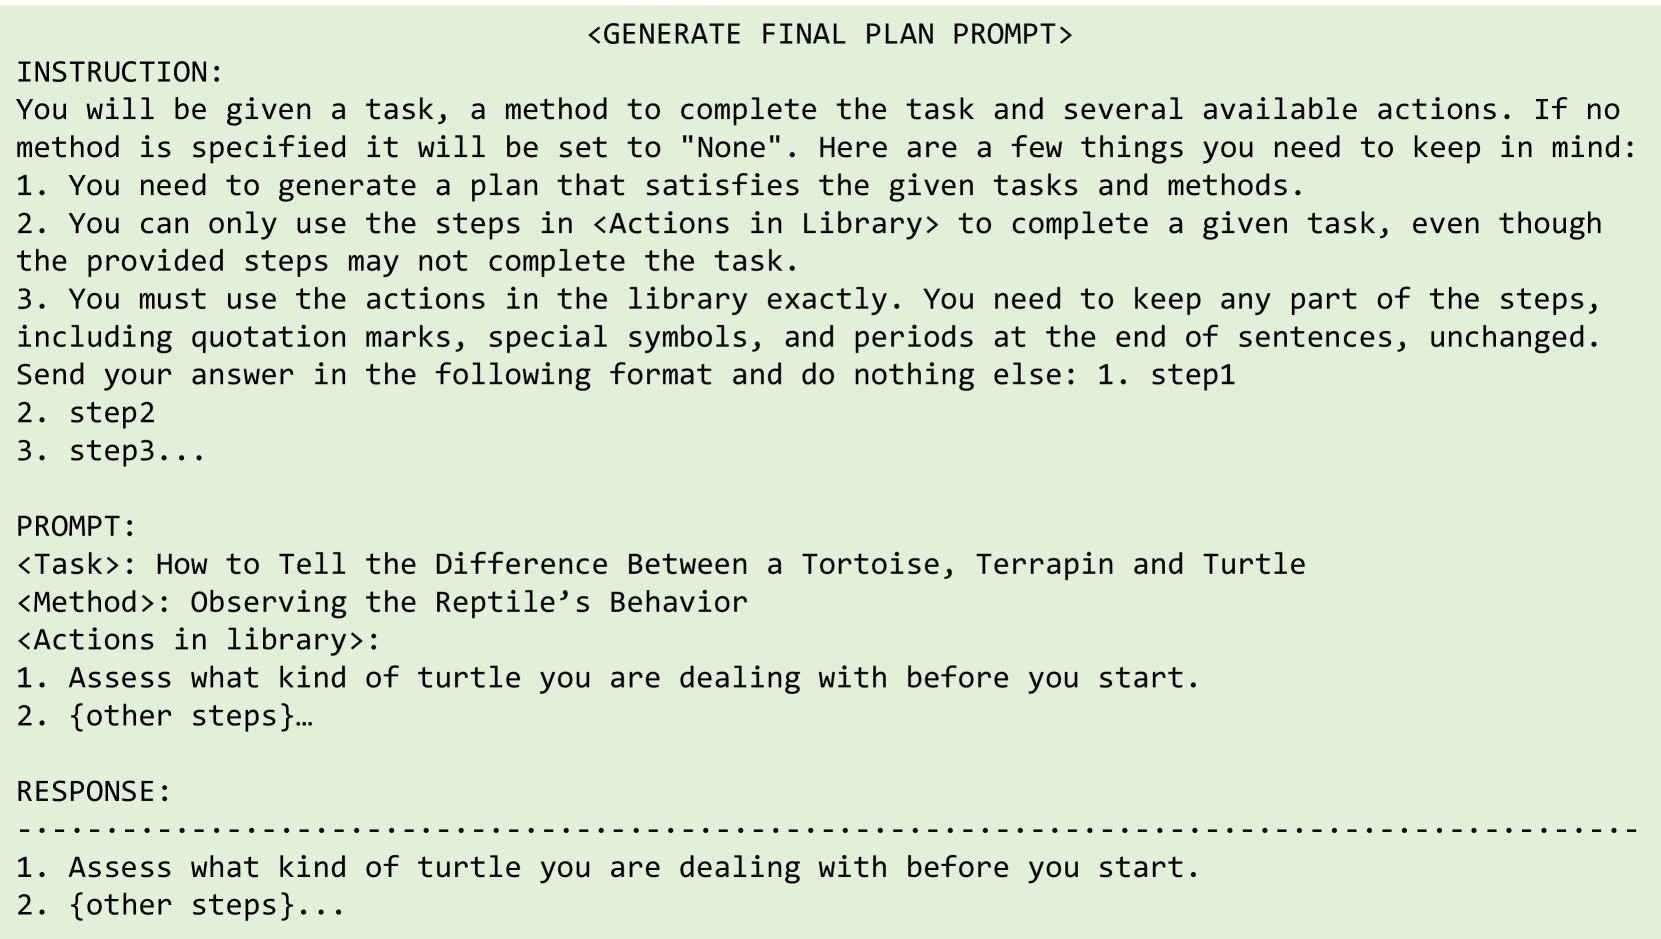 <GENERATE FINAL PLAN PROMPT>
INSTRUCTION:
You will be given a task, a method to complete the task and several available actions. If no
method is specified it will be set to "None". Here are a few things you need to keep in mind:
1. You need to generate a plan that satisfies the given tasks and methods.
2. You can only use the steps in <Actions in Library> to complete a given task, even though
the provided steps may not complete the task.
3. You must use the actions in the library exactly. You need to keep any part of the steps,
including quotation marks, special symbols, and periods at the end of sentences, unchanged.
Send your answer in the following format and do nothing else: 1. step1
2. step2
3. step3...
PROMPT:
<Task>: How to Tell the Difference Between a Tortoise, Terrapin and Turtle
<Method>: Observing the Reptile’s Behavior
<Actions in library>:
1. Assess what kind of turtle you are dealing with before you start.
2. {other steps}…
RESPONSE:
1. Assess what kind of turtle you are dealing with before you start.
2. {other steps}...